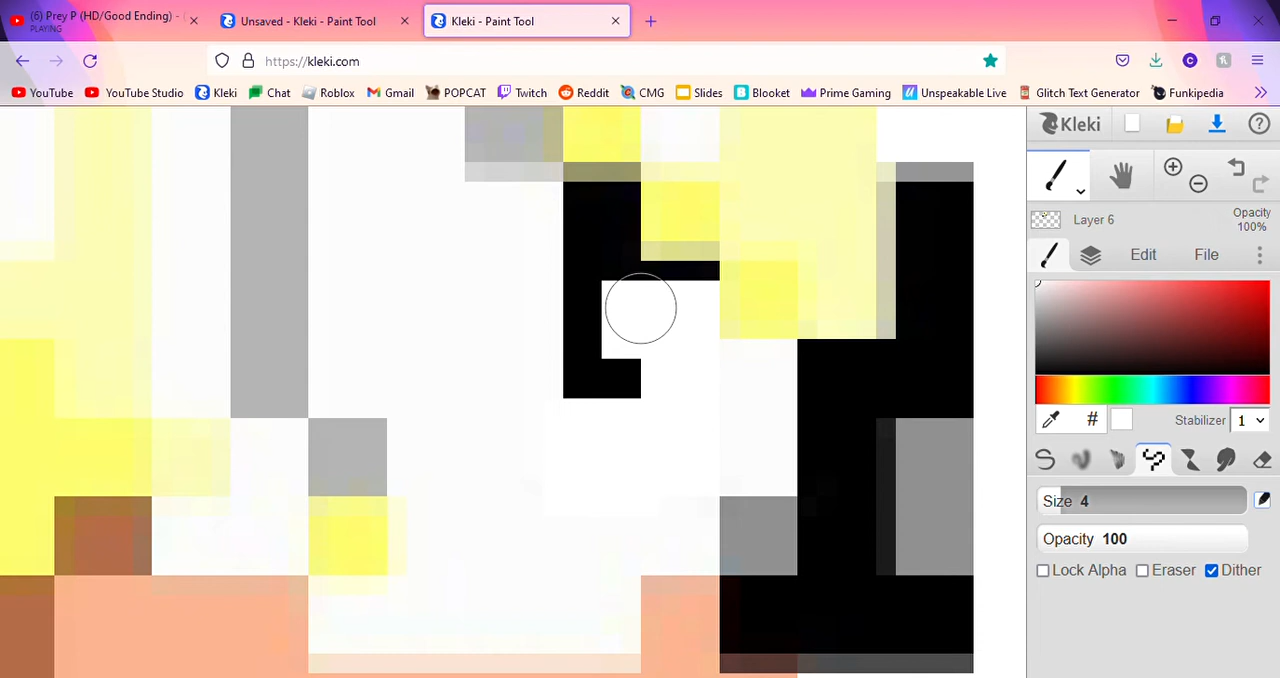 (6) Prey P (HD/Good Ending) - (
PLAYING
Unsaved - Kleki - Paint Tool
Kleki - Paint Tool
https://kleki.com
YouTube
YouTube Studio
Kleki
Chat
Roblox
Gmail
POPCAT
Twitch
Reddit
CMG
Slides
Blooket
Prime Gaming
Unspeakable Live
Glitch Text Generator
Funkipedia
Kleki
Layer 6
Opacity
100%
Edit
File
#
Stabilizer 1
Size 4
Opacity 100
Lock Alpha
Eraser
Dither